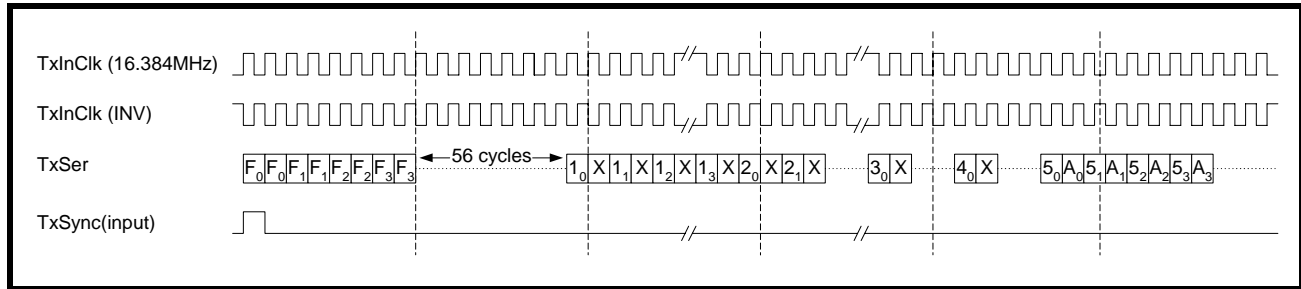 TxInClk (16.384MHz)
TxInClk (INV)
TxSer F₀ F₀ F₁ F₁ F₂ F₂ F₃ F₃ 56 cycles 1₀ X 1₁ X 1₂ X 1₃ X 2₀ X 2₁ X 3₀ X 4₀ X 5₀ A₀ 5₁ A₁ 5₂ A₂ 5₃ A₃
TxSync(input)